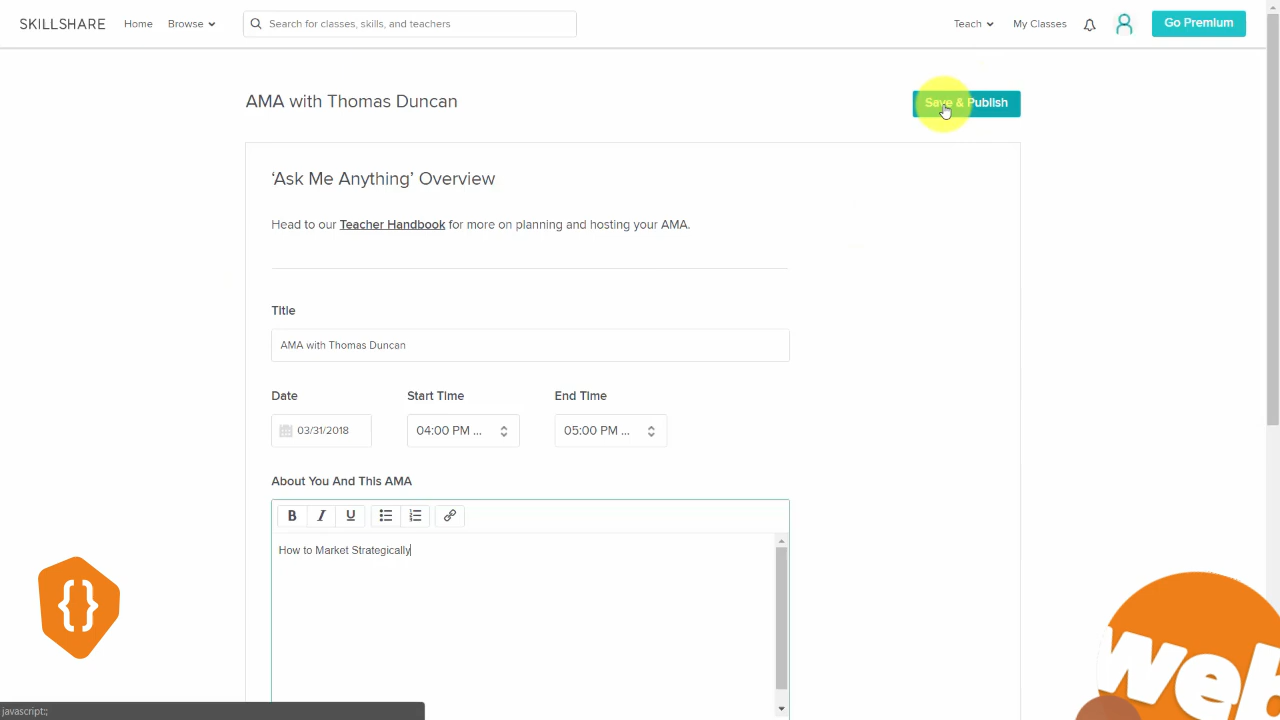 SKILLSHARE Home Browse Search for classes, skills, and teachers Teach My Classes Go Premium
AMA with Thomas Duncan Save & Publish
‘Ask Me Anything’ Overview
Head to our Teacher Handbook for more on planning and hosting your AMA.
Title
AMA with Thomas Duncan
Date Start Time End Time
03/31/2018 04:00 PM ... 05:00 PM ...
About You And This AMA
B I U
How to Market Strategically
{}
web
javascript:;